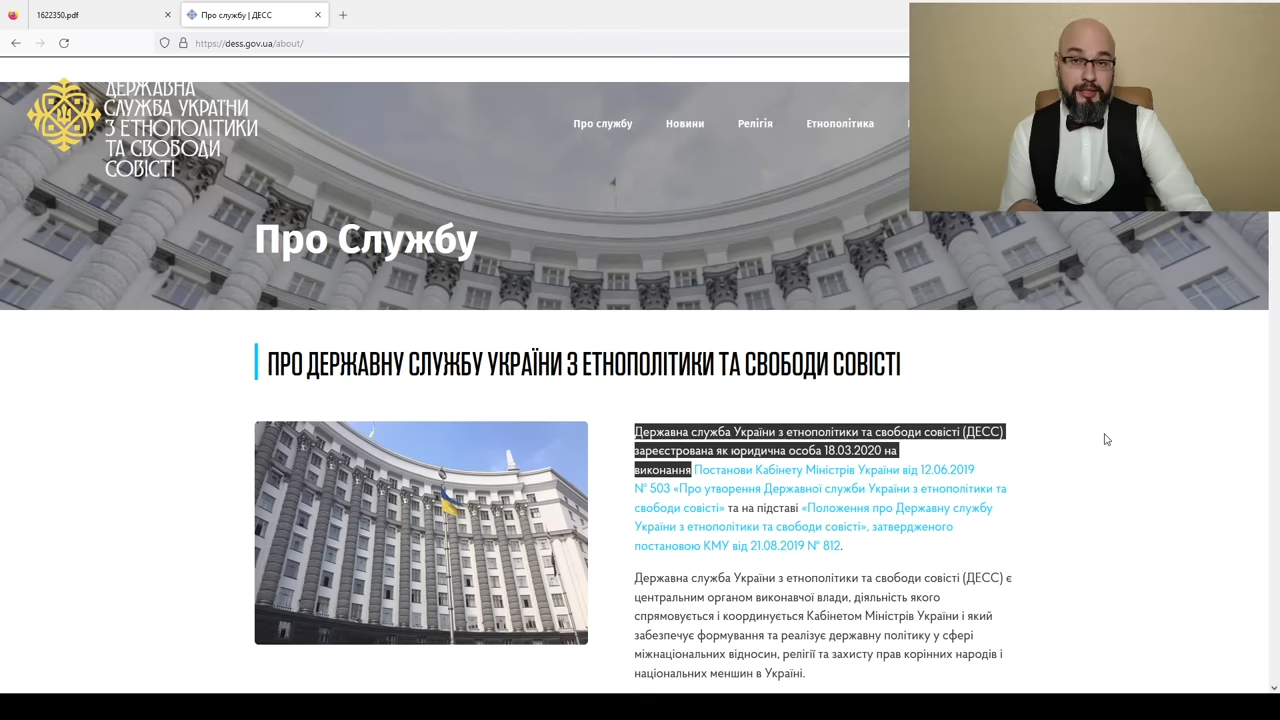 1622350.pdf
Про службу | ДЕСС
https://dess.gov.ua/about/
ДЕРЖАВНА
СЛУЖБА УКРАЇНИ
З ЕТНОПОЛІТИКИ
ТА СВОБОДИ
СОВІСТІ
Про службу
Новини
Релігія
Етнополітика
Про Службу
ПРО ДЕРЖАВНУ СЛУЖБУ УКРАЇНИ З ЕТНОПОЛІТИКИ ТА СВОБОДИ СОВІСТІ
Державна служба України з етнополітики та свободи совісті (ДЕСС)
зареєстрована як юридична особа 18.03.2020 на
виконання Постанови Кабінету Міністрів України від 12.06.2019
№ 503 «Про утворення Державної служби України з етнополітики та
свободи совісті» та на підставі «Положення про Державну службу
України з етнополітики та свободи совісті», затвердженого
постановою КМУ від 21.08.2019 № 812.
Державна служба України з етнополітики та свободи совісті (ДЕСС) є
центральним органом виконавчої влади, діяльність якого
спрямовується і координується Кабінетом Міністрів України і який
забезпечує формування та реалізує державну політику у сфері
міжнаціональних відносин, релігії та захисту прав корінних народів і
національних меншин в Україні.